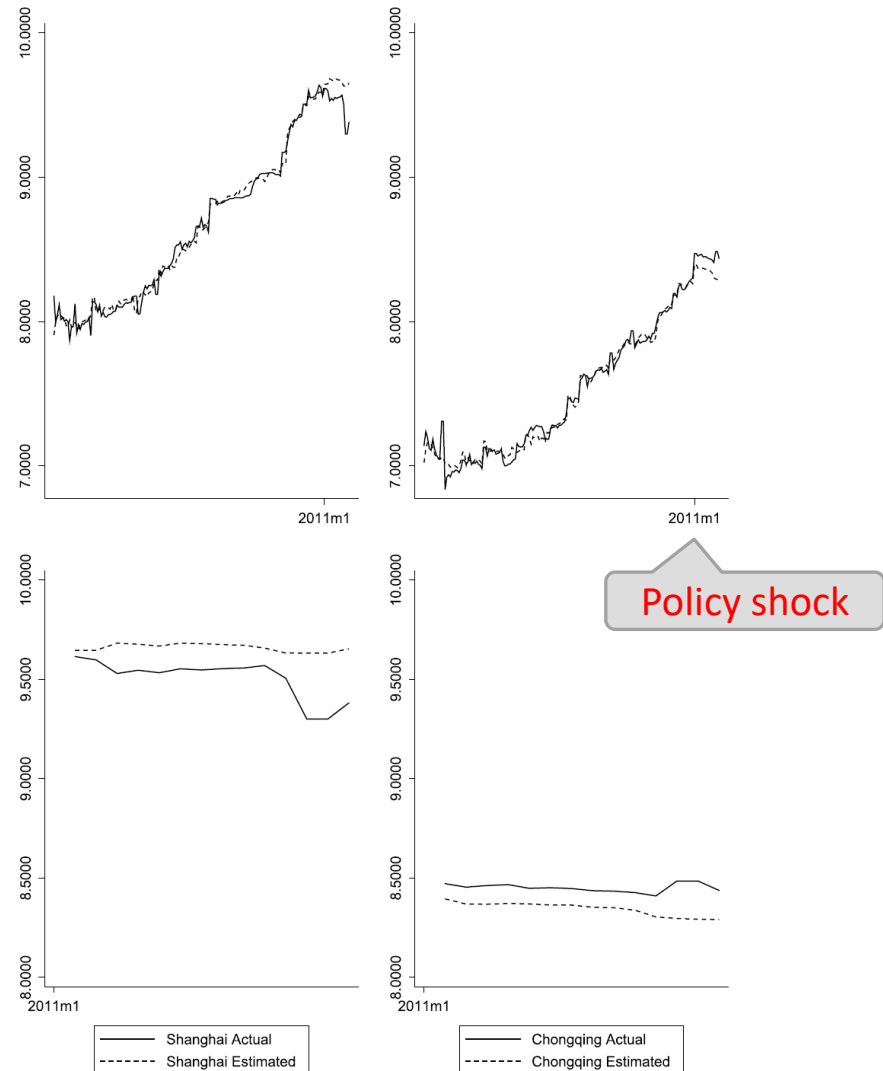 10.0000
9.0000
8.0000
7.0000
2011m1
10.0000
9.0000
8.0000
7.0000
2011m1
Policy shock
10.0000
9.5000
9.0000
8.5000
8.0000
2011m1
10.0000
9.5000
9.0000
8.5000
8.0000
2011m1
Shanghai Actual
Shanghai Estimated
Chongqing Actual
Chongqing Estimated